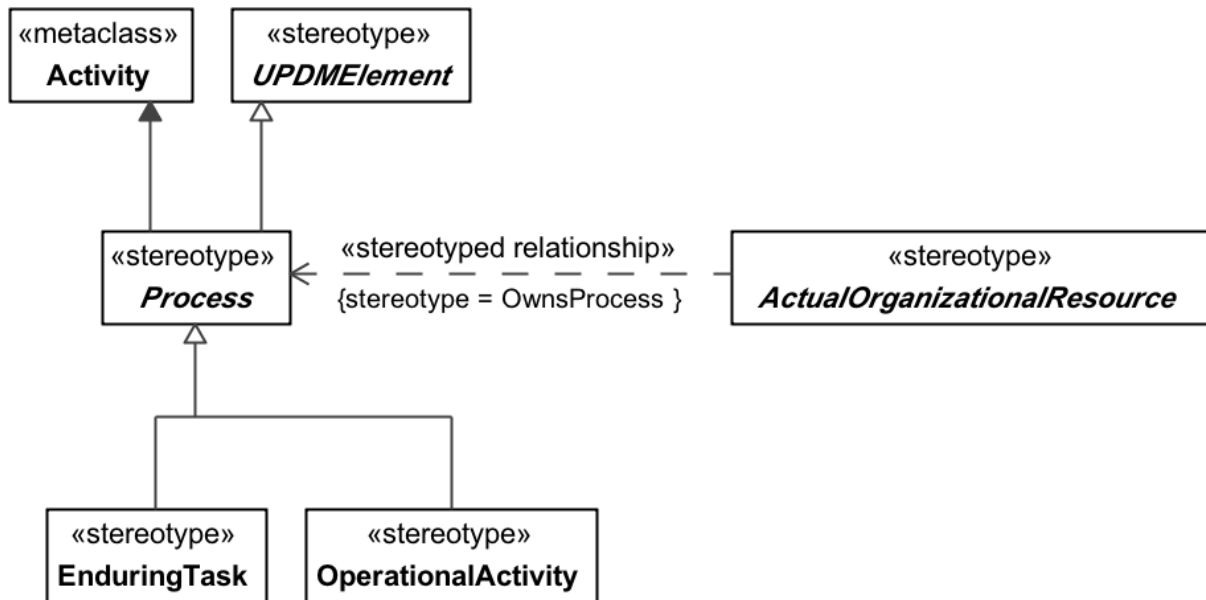 «metaclass»
Activity
«stereotype»
UPDMElement
«stereotype»
Process
«stereotyped relationship»
{stereotype = OwnsProcess }
«stereotype»
ActualOrganizationalResource
«stereotype»
EnduringTask
«stereotype»
OperationalActivity